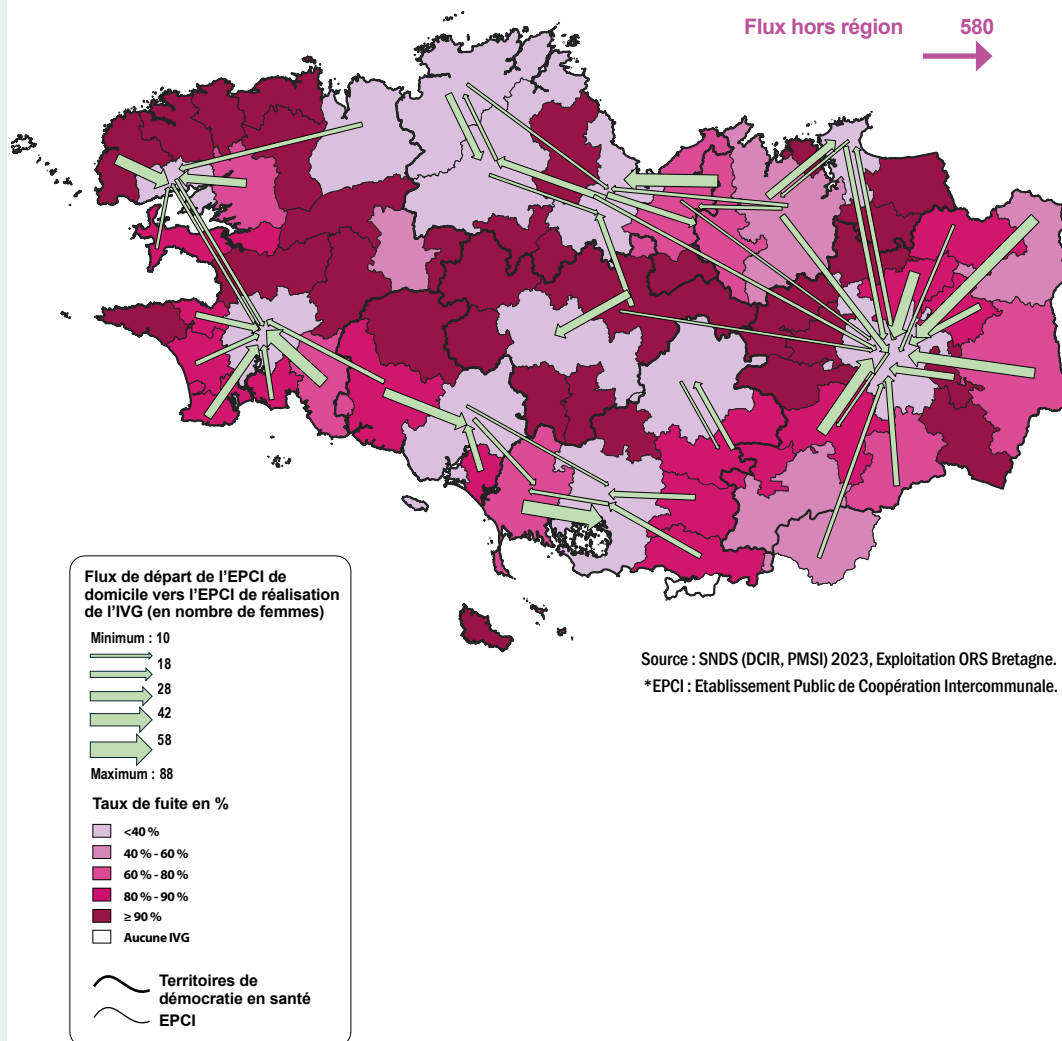 Flux hors région 580
Source : SNDS (DCIR, PMSI) 2023, Exploitation ORS Bretagne.
*EPCI : Etablissement Public de Coopération Intercommunale.
Flux de départ de l'EPCI de
domicile vers l'EPCI de réalisation
de l'IVG (en nombre de femmes)
Minimum : 10
18
28
42
58
Maximum : 88
Taux de fuite en %
<40 %
40 % - 60 %
60 % - 80 %
80 % - 90 %
≥ 90 %
Aucune IVG
Territoires de
démocratie en santé
EPCI